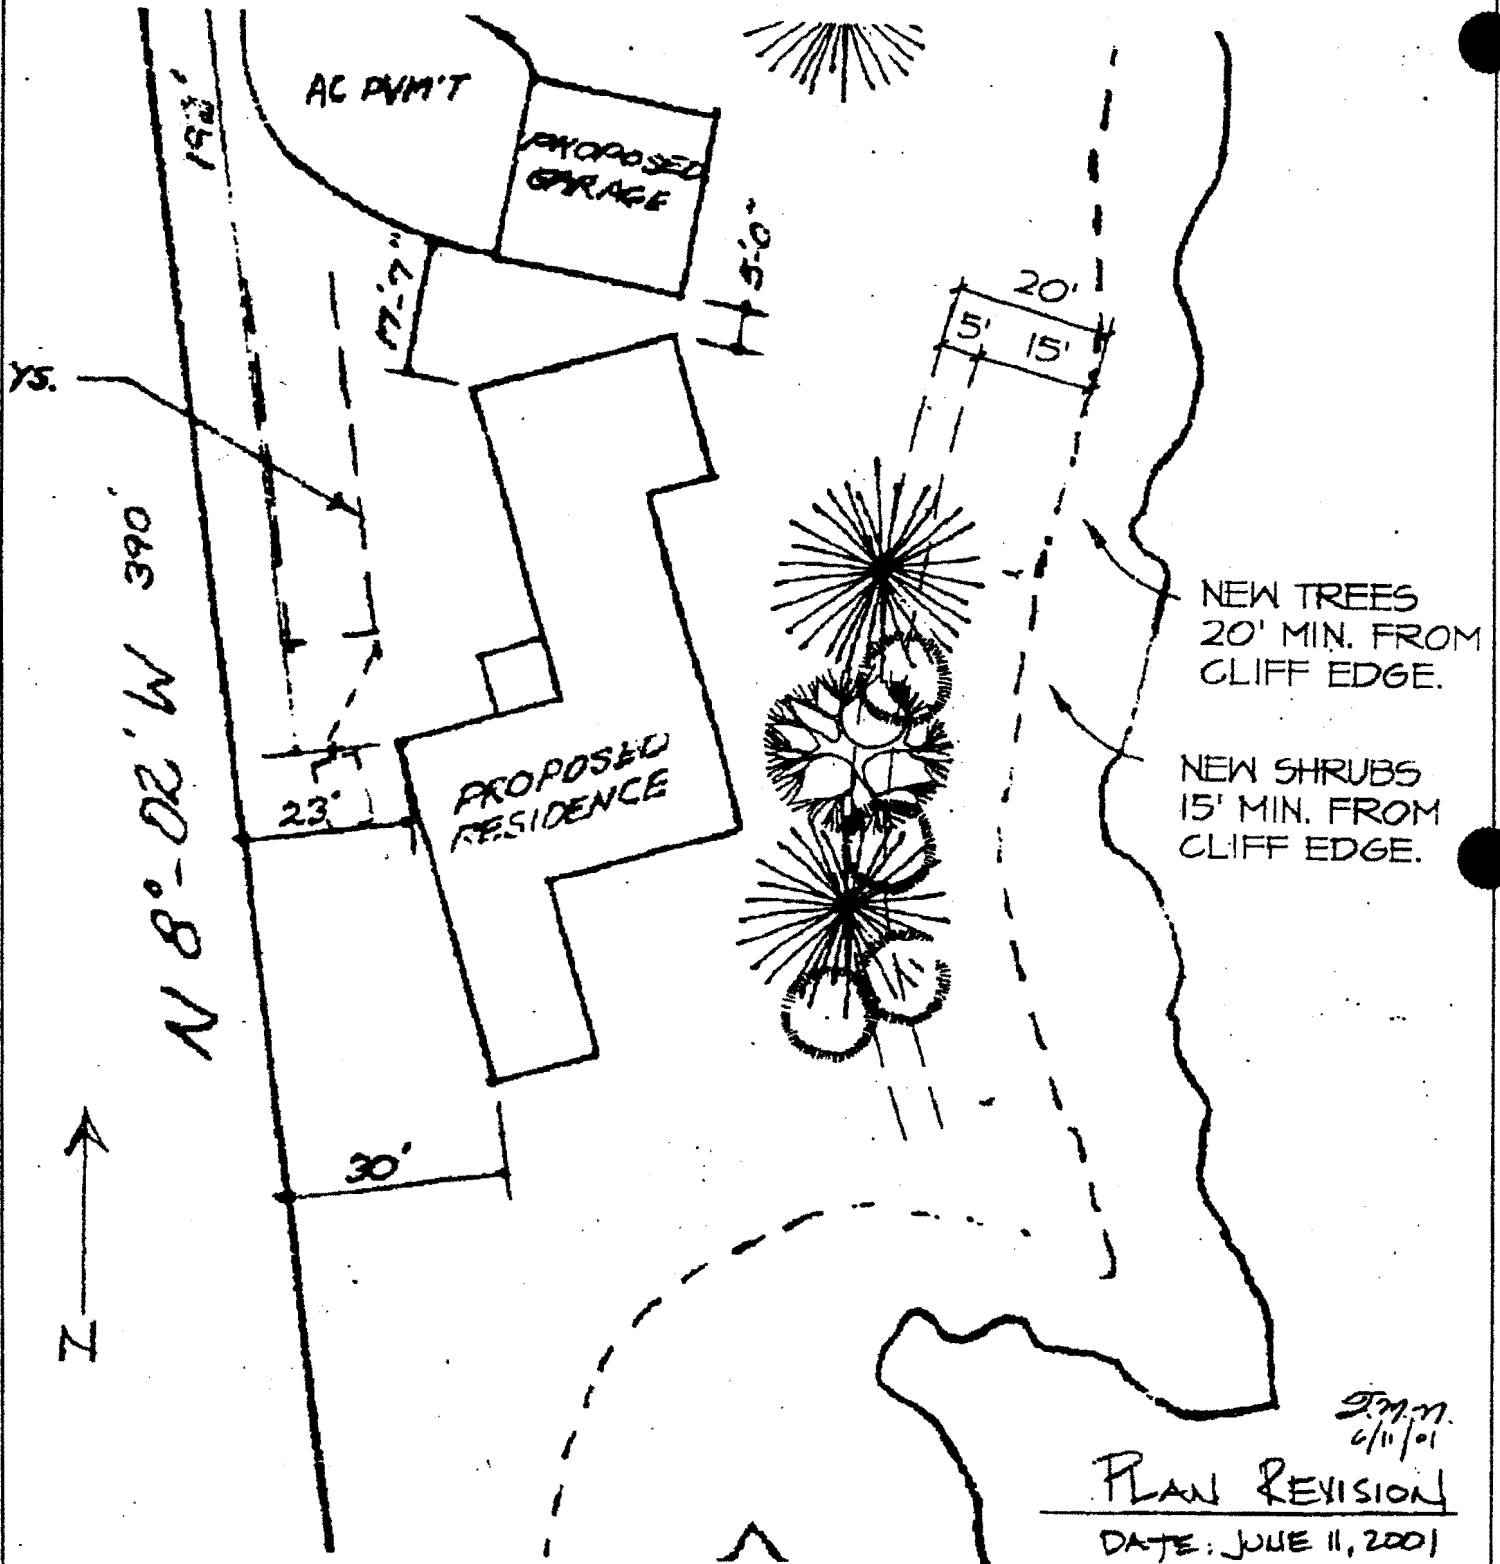 AC PVM'T
PROPOSED
GARAGE
17'-7"
5'-0"
20'
5'
15'
YS.
N 8°-02' W 390'
NEW TREES
20' MIN. FROM
CLIFF EDGE.
NEW SHRUBS
15' MIN. FROM
CLIFF EDGE.
PROPOSED
RESIDENCE
23'
30'
N
6/11/01
PLAN REVISION
DATE: JUNE 11, 2001